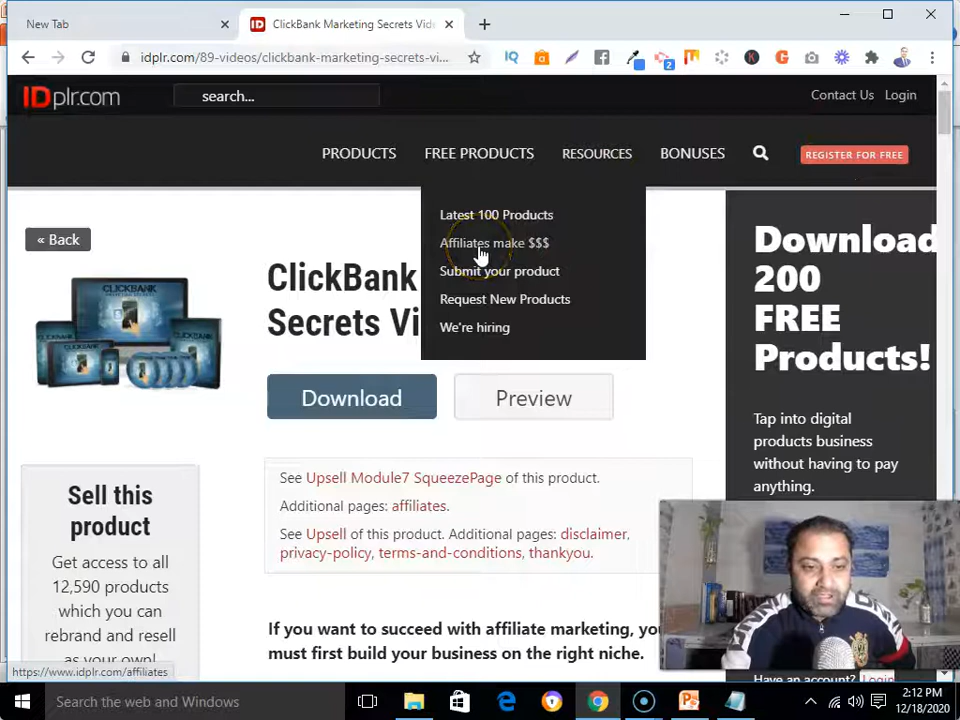 New Tab
ClickBank Marketing Secrets Vid
idplr.com/89-videos/clickbank-marketing-secrets-vi...
IDplr.com
search...
Contact Us Login
PRODUCTS FREE PRODUCTS RESOURCES BONUSES REGISTER FOR FREE
Latest 100 Products
Affiliates make $$$
Submit your product
Request New Products
We're hiring
« Back
ClickBank
Secrets Vi
Download Preview
See Upsell Module7 SqueezePage of this product.
Additional pages: affiliates.
See Upsell of this product. Additional pages: disclaimer,
privacy-policy, terms-and-conditions, thankyou.
Sell this
product
Get access to all
12,590 products
which you can
rebrand and resell
as your own!
If you want to succeed with affiliate marketing, you
must first build your business on the right niche.
Download
200
FREE
Products!
Tap into digital
products business
without having to pay
anything.
Have an account? Login
https://www.idplr.com/affiliates
Search the web and Windows
2:12 PM
12/18/2020